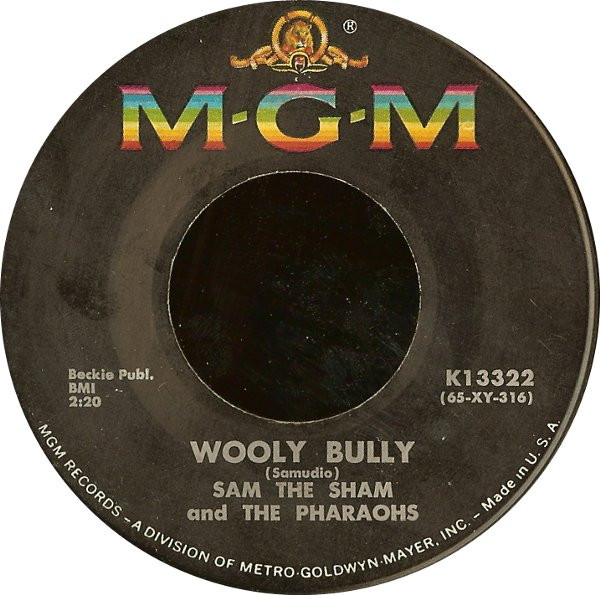 ®
M-G-M
Beckie Publ.
BMI
2:20
K13322
(65-XY-316)
WOOLY BULLY
(Samudio)
SAM THE SHAM
and THE PHARAOHS
MGM RECORDS – A DIVISION OF METRO-GOLDWYN-MAYER, INC. – Made in U. S. A.